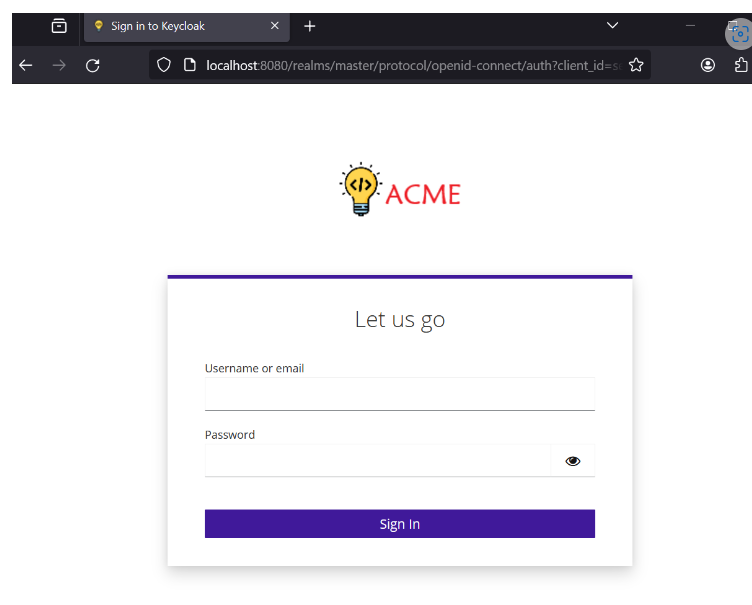 Sign in to Keycloak
localhost:8080/realms/master/protocol/openid-connect/auth?client_id=
</> ACME
Let us go
Username or email
Password
Sign In